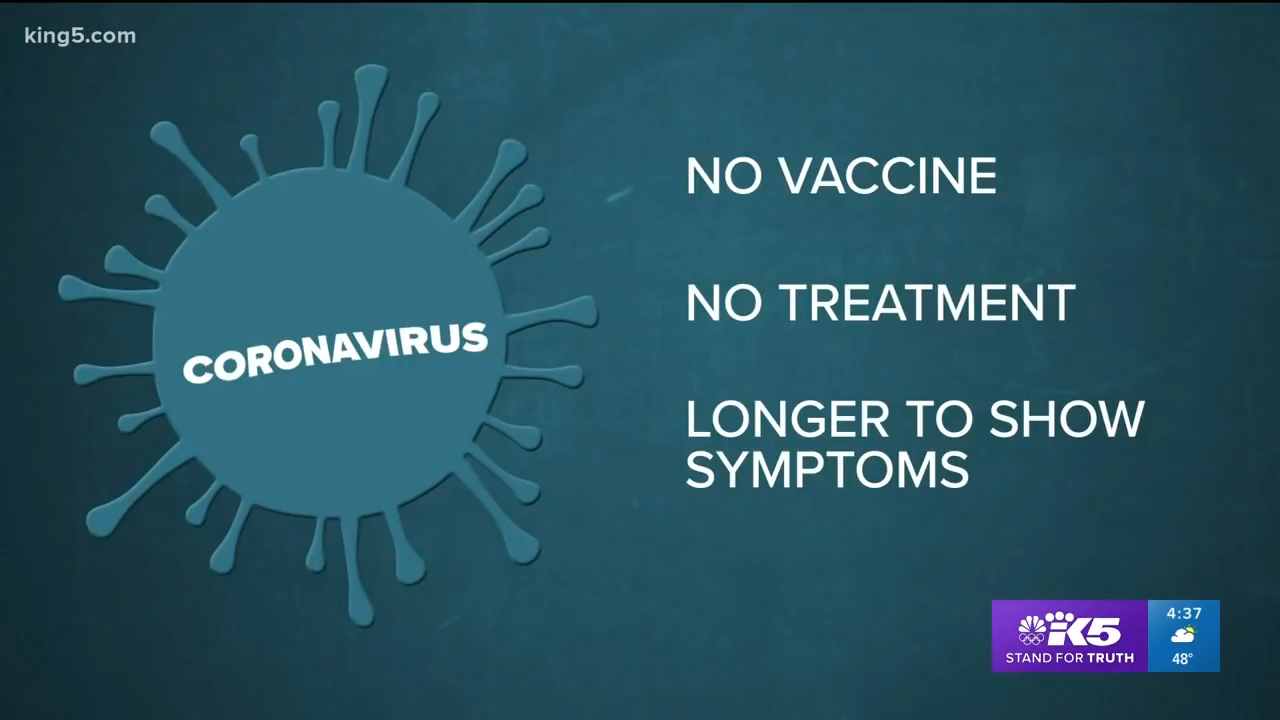 king5.com
CORONAVIRUS
NO VACCINE
NO TREATMENT
LONGER TO SHOW
SYMPTOMS
K5
STAND FOR TRUTH
4:37
48°